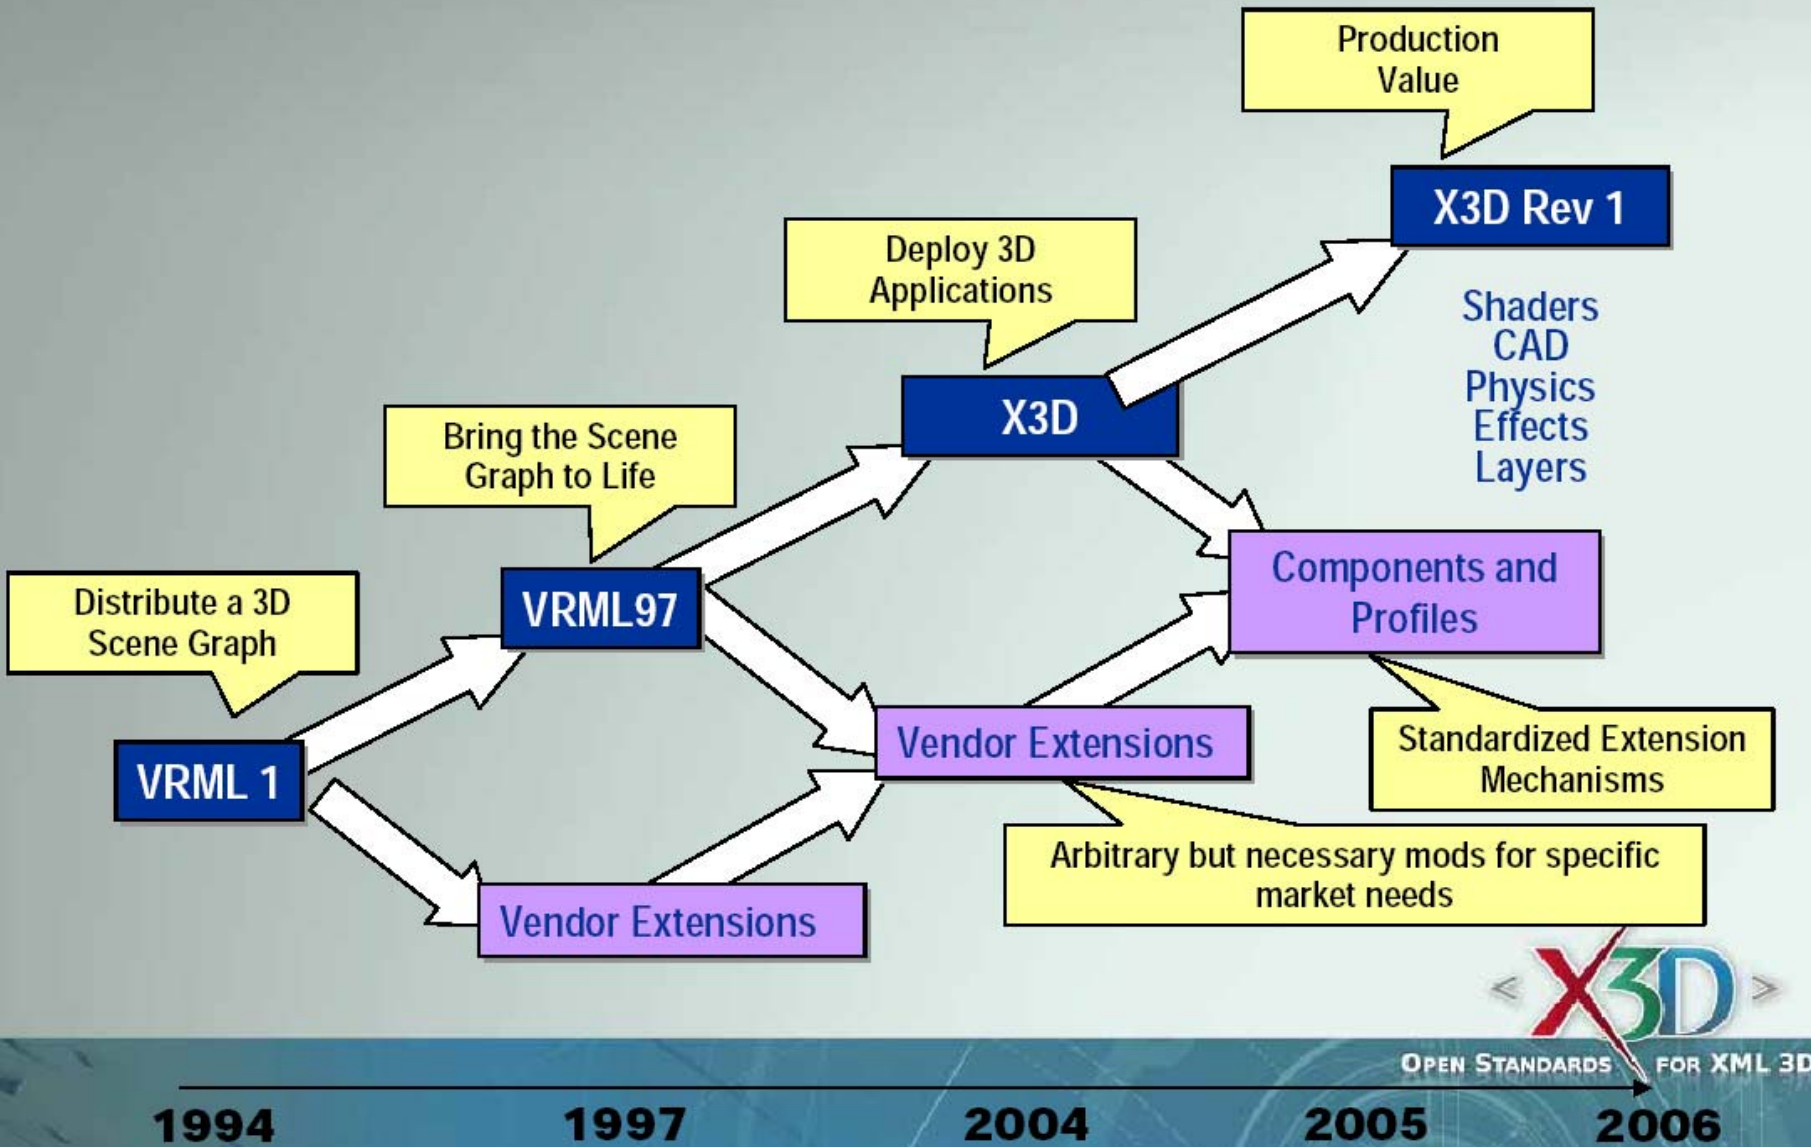 Production
Value
X3D Rev 1
Deploy 3D
Applications
Shaders
CAD
Physics
Effects
Layers
X3D
Bring the Scene
Graph to Life
Components and
Profiles
VRML97
Distribute a 3D
Scene Graph
Vendor Extensions
Standardized Extension
Mechanisms
VRML 1
Arbitrary but necessary mods for specific
market needs
Vendor Extensions
< X3D >
OPEN STANDARDS FOR XML 3D
1994 1997 2004 2005 2006